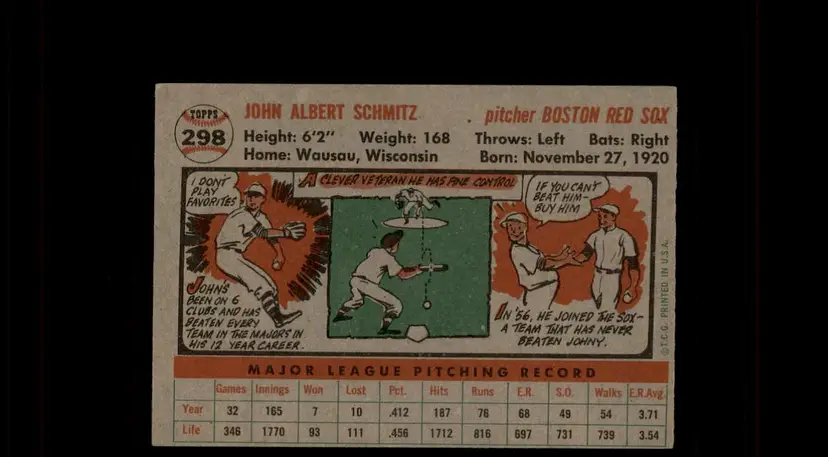 TOPPS
298
JOHN ALBERT SCHMITZ
pitcher BOSTON RED SOX
Height: 6'2" Weight: 168 Throws: Left Bats: Right
Home: Wausau, Wisconsin Born: November 27, 1920
I DON'T
PLAY
FAVORITES
JOHN'S
BEEN ON 6
CLUBS AND HAS
BEATEN EVERY
TEAM IN THE MAJORS IN
HIS 12 YEAR CAREER.
A CLEVER VETERAN HE HAS FINE CONTROL
IF YOU CAN'T
BEAT HIM-
BUY HIM
IN '56, HE JOINED THE SOX-
A TEAM THAT HAS NEVER
BEATEN JOHNY.
© T.C.G. PRINTED IN U.S.A.
MAJOR LEAGUE PITCHING RECORD
Games Innings Won Lost Pct. Hits Runs E.R. S.O. Walks E.R.Avg.
Year 32 165 7 10 .412 187 76 68 49 54 3.71
Life 346 1770 93 111 .456 1712 816 697 731 739 3.54